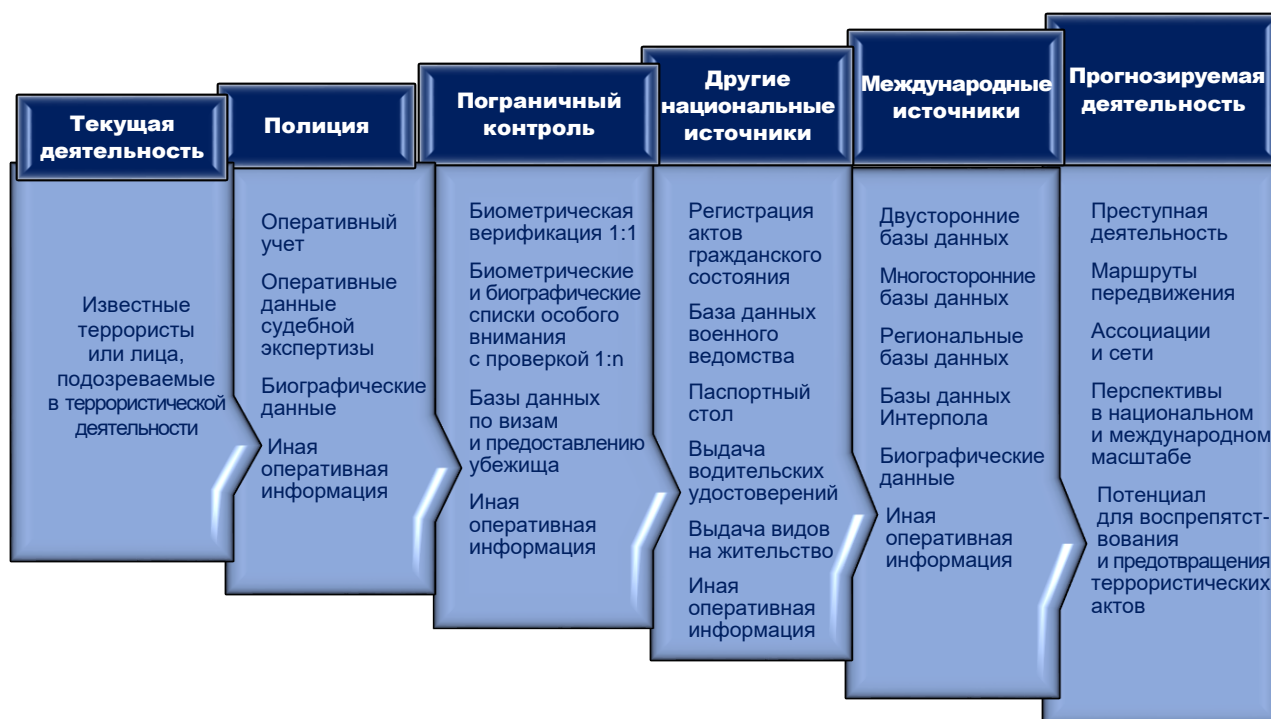 Текущая
деятельность
Известные
террористы
или лица,
подозреваемые
в террористической
деятельности
Полиция
Оперативный
учет
Оперативные
данные
судебной
экспертизы
Биографические
данные
Иная
оперативная
информация
Пограничный
контроль
Биометрическая
верификация 1:1
Биометрические
и биографические
списки особого
внимания
с проверкой 1:n
Базы данных
по визам
и предоставлению
убежища
Иная
оперативная
информация
Другие
национальные
источники
Регистрация
актов
гражданского
состояния
База данных
военного
ведомства
Паспортный
стол
Выдача
водительских
удостоверений
Выдача видов
на жительство
Иная
оперативная
информация
Международные
источники
Двусторонние
базы данных
Многосторонние
базы данных
Региональные
базы данных
Базы данных
Интерпола
Биографические
данные
Иная
оперативная
информация
Прогнозируемая
деятельность
Преступная
деятельность
Маршруты
передвижения
Ассоциации
и сети
Перспективы
в национальном
и международном
масштабе
Потенциал
для воспрепятст-
вования
и предотвращения
террористических
актов